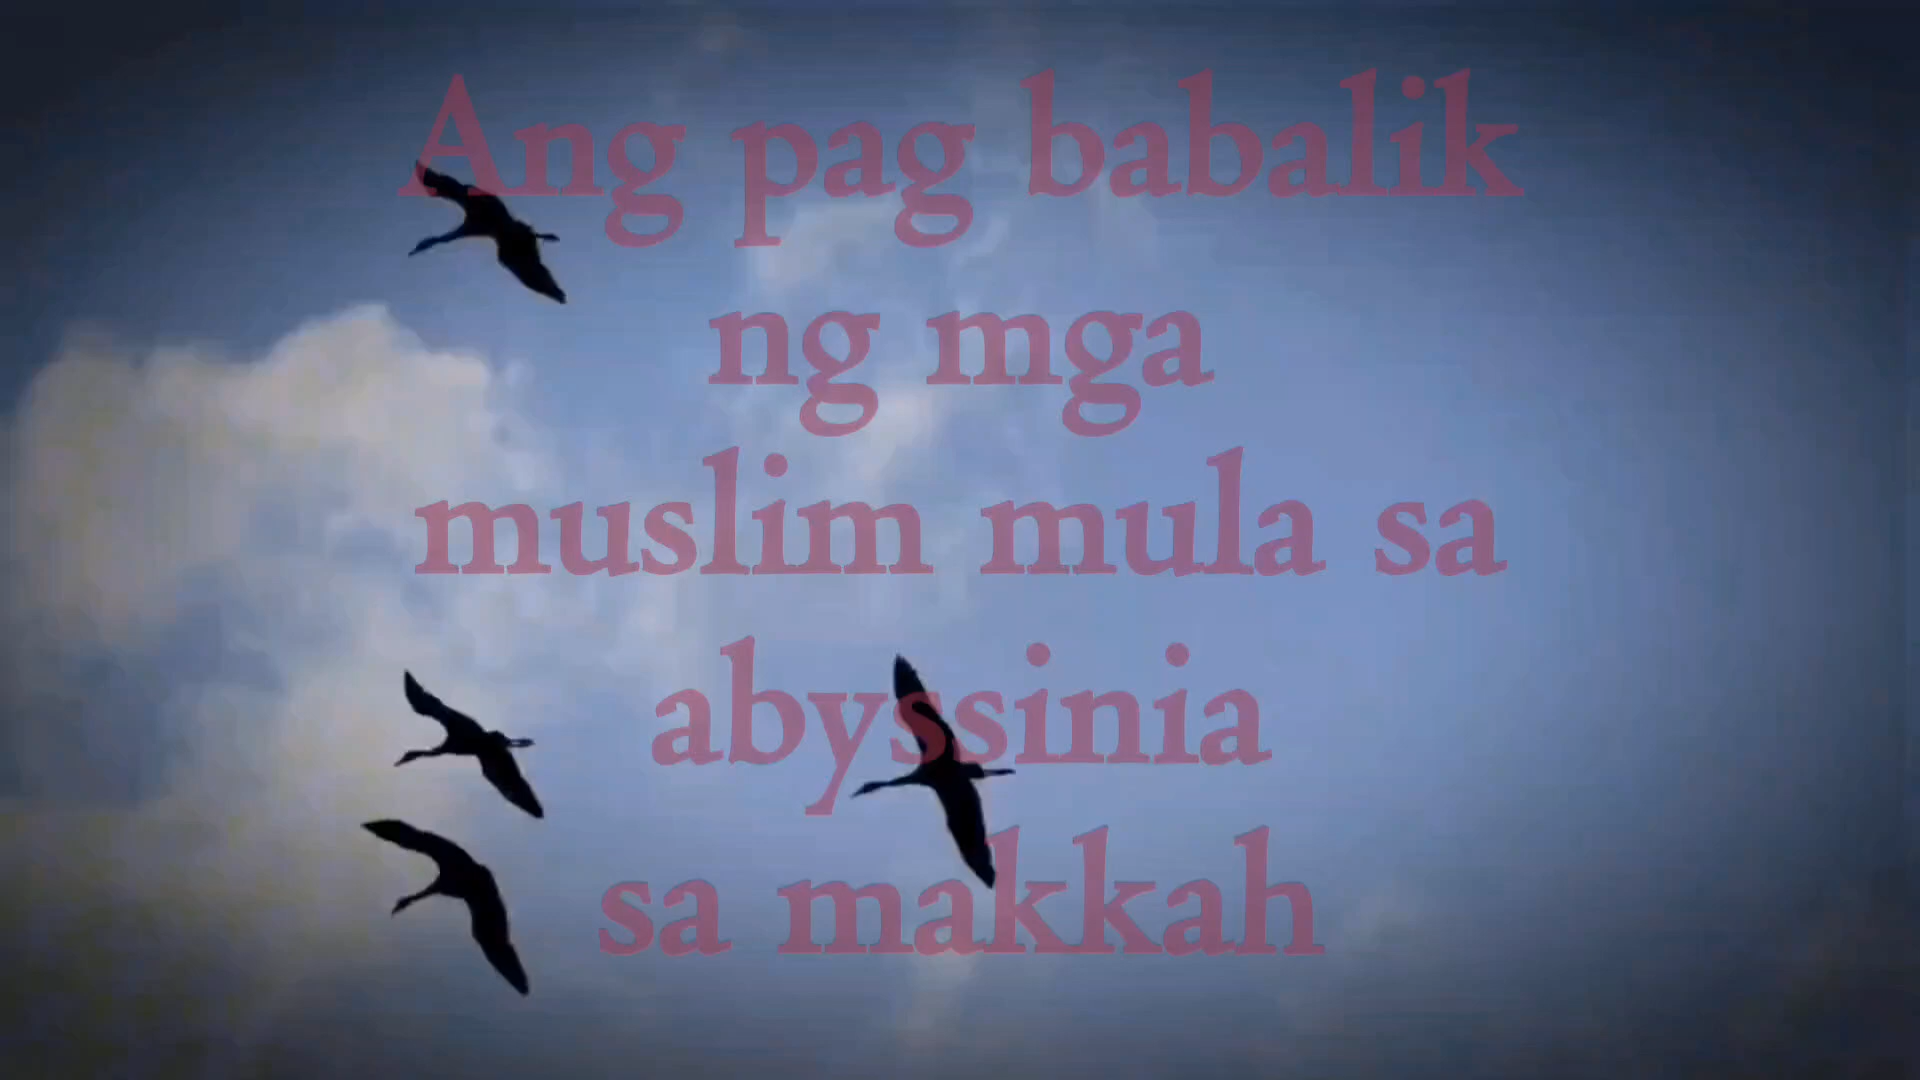 Ang pag babalik
ng mga
muslim mula sa
abyssinia
sa makkah